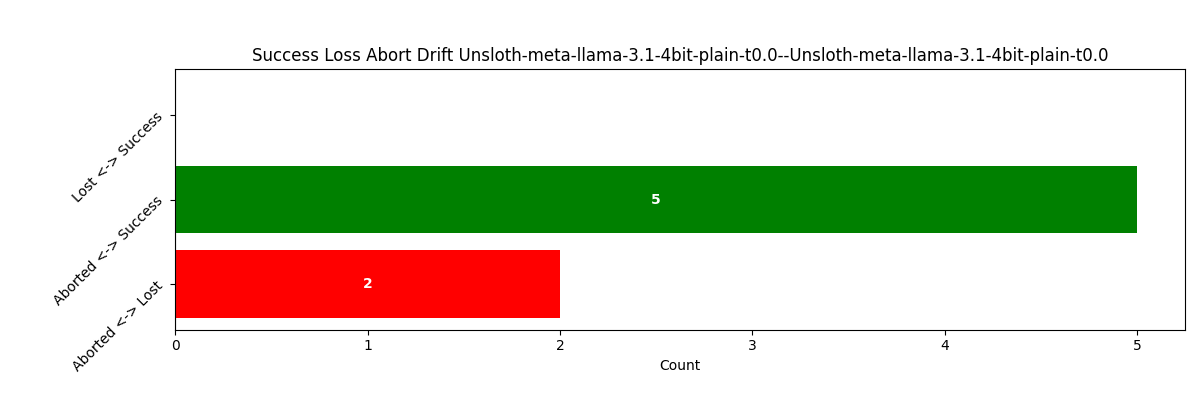 Success Loss Abort Drift Unsloth-meta-llama-3.1-4bit-plain-t0.0--Unsloth-meta-llama-3.1-4bit-plain-t0.0
Lost <-> Success
Aborted <-> Success
5
Aborted <-> Lost
2
0 1 2 3 4 5
Count